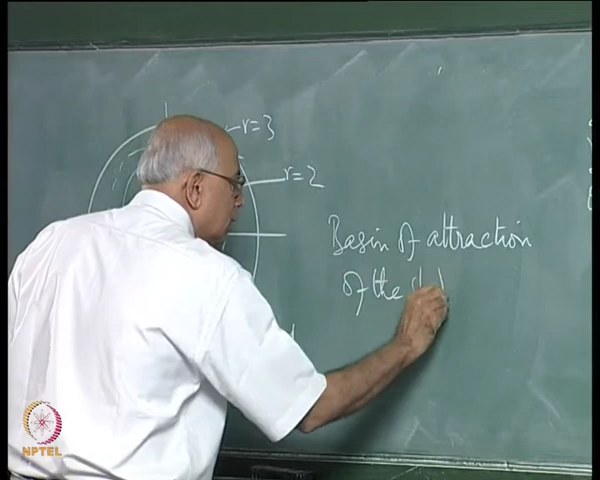 r=3
r=2
Basin of attraction
of the
NPTEL